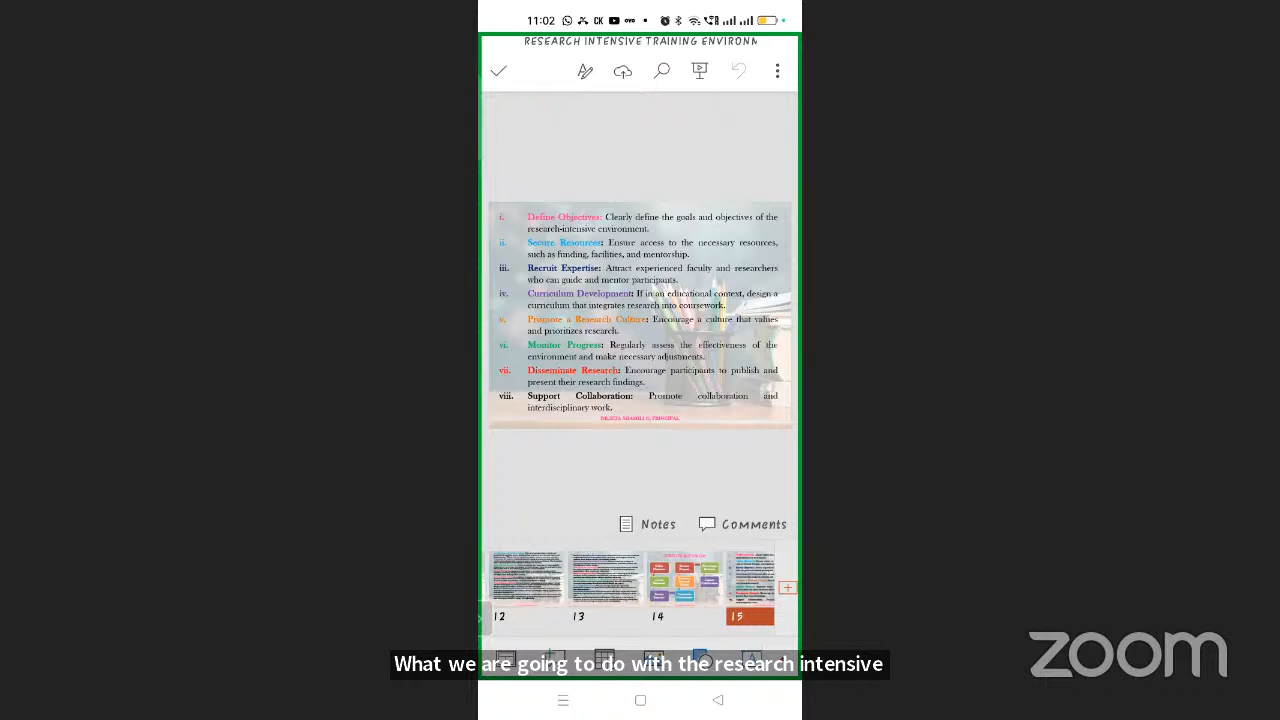 11:02
RESEARCH INTENSIVE TRAINING ENVIRONM
i. Define Objectives: Clearly define the goals and objectives of the
research-intensive environment.
ii. Secure Resources: Ensure access to the necessary resources,
such as funding, facilities, and mentorship.
iii. Recruit Expertise: Attract experienced faculty and researchers
who can guide and mentor participants.
iv. Curriculum Development: If in an educational context, design a
curriculum that integrates research into coursework.
v. Promote a Research Culture: Encourage a culture that values
and prioritizes research.
vi. Monitor Progress: Regularly assess the effectiveness of the
environment and make necessary adjustments.
vii. Disseminate Research: Encourage participants to publish and
present their research findings.
viii. Support Collaboration: Promote collaboration and
interdisciplinary work.
Notes Comments
12 13 14 15
What we are going to do with the research intensive
zoom